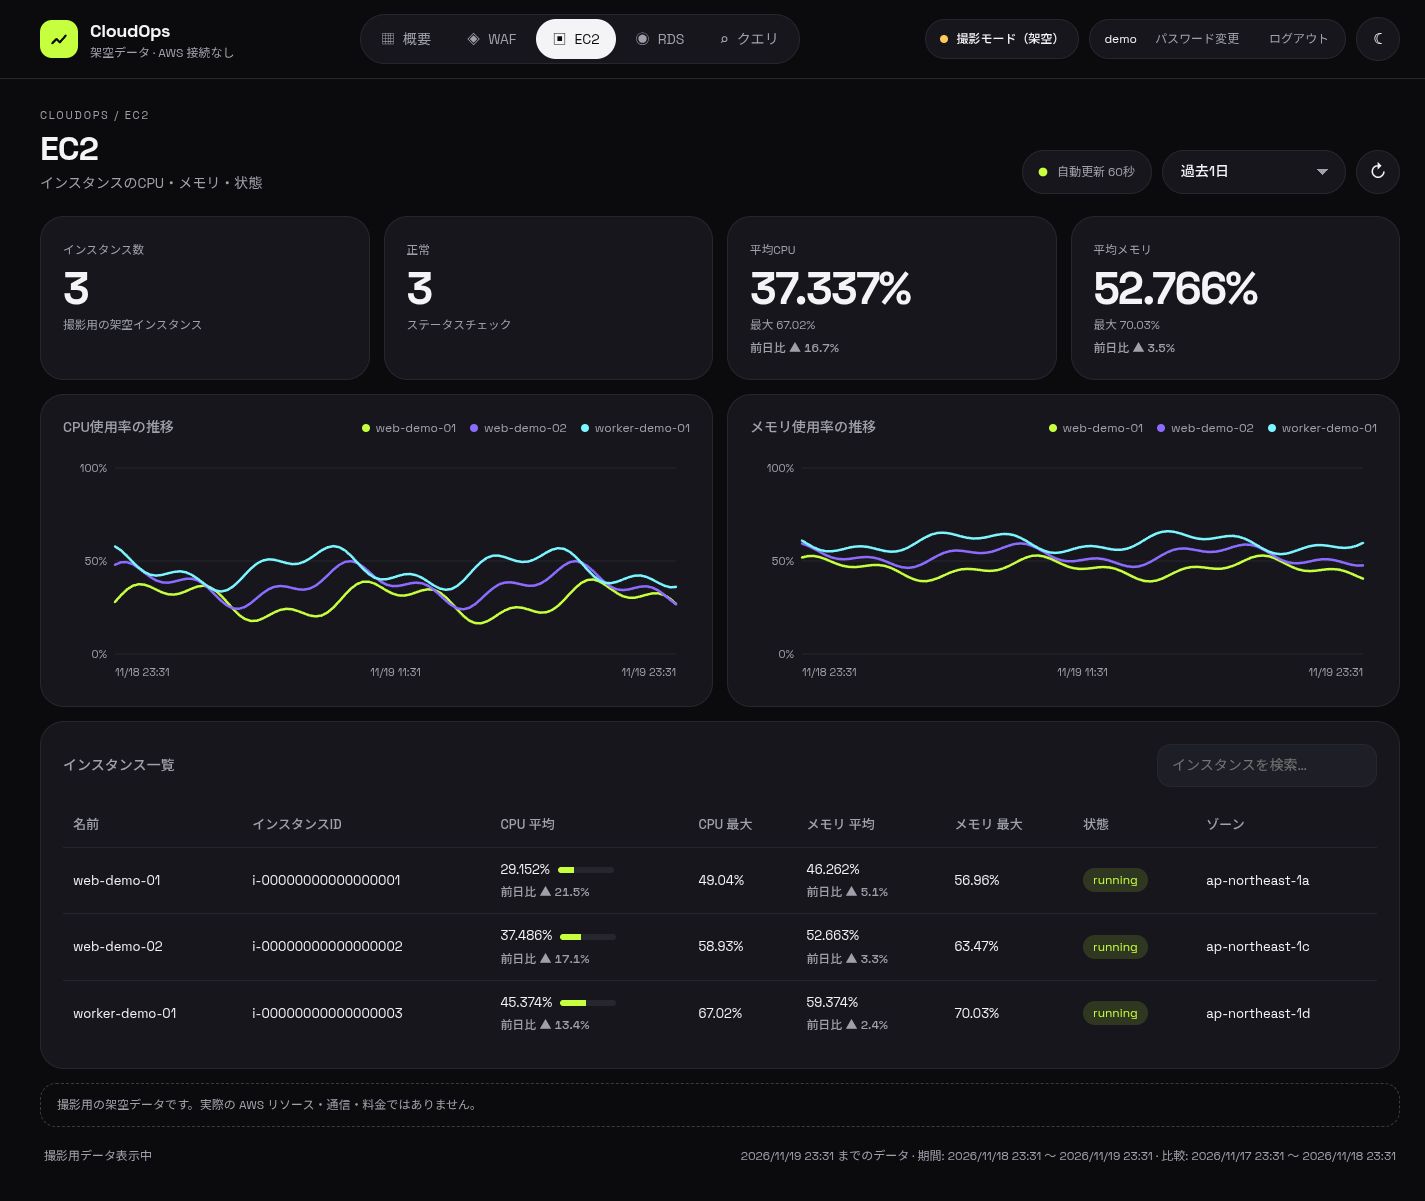 CloudOps
架空データ · AWS 接続なし
概要
WAF
EC2
RDS
クエリ
撮影モード（架空）
demo パスワード変更 ログアウト
CLOUDOPS / EC2
EC2
インスタンスのCPU・メモリ・状態
自動更新 60秒
過去1日
インスタンス数
3
撮影用の架空インスタンス
正常
3
ステータスチェック
平均CPU
37.337%
最大 67.02%
前日比 ▲ 16.7%
平均メモリ
52.766%
最大 70.03%
前日比 ▲ 3.5%
CPU使用率の推移
web-demo-01 web-demo-02 worker-demo-01
100%
50%
0%
11/18 23:31 11/19 11:31 11/19 23:31
メモリ使用率の推移
web-demo-01 web-demo-02 worker-demo-01
100%
50%
0%
11/18 23:31 11/19 11:31 11/19 23:31
インスタンス一覧
インスタンスを検索…
名前 インスタンスID CPU 平均 CPU 最大 メモリ 平均 メモリ 最大 状態 ゾーン
web-demo-01 i-00000000000000001 29.152% 前日比 ▲ 21.5% 49.04% 46.262% 前日比 ▲ 5.1% 56.96% running ap-northeast-1a
web-demo-02 i-00000000000000002 37.486% 前日比 ▲ 17.1% 58.93% 52.663% 前日比 ▲ 3.3% 63.47% running ap-northeast-1c
worker-demo-01 i-00000000000000003 45.374% 前日比 ▲ 13.4% 67.02% 59.374% 前日比 ▲ 2.4% 70.03% running ap-northeast-1d
撮影用の架空データです。実際の AWS リソース・通信・料金ではありません。
撮影用データ表示中
2026/11/19 23:31 までのデータ · 期間: 2026/11/18 23:31 〜 2026/11/19 23:31 · 比較: 2026/11/17 23:31 〜 2026/11/18 23:31